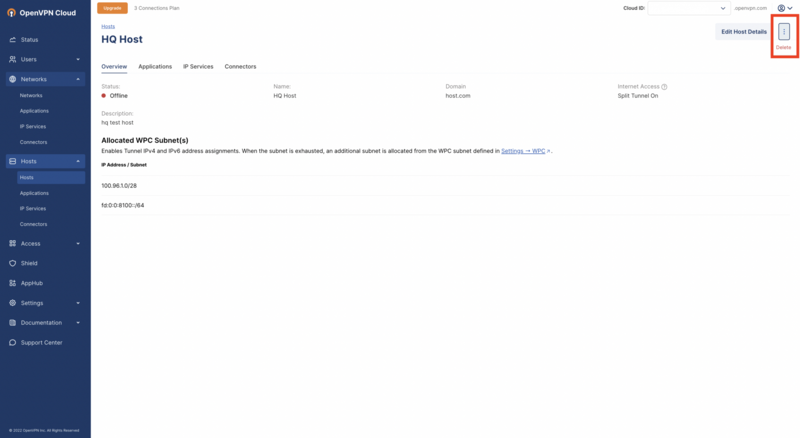 OpenVPN Cloud
Upgrade
3 Connections Plan
Cloud ID:
.openvpn.com
Status
Users
Networks
Networks
Applications
IP Services
Connectors
Hosts
Hosts
Applications
IP Services
Connectors
Access
Shield
AppHub
Settings
Documentation
Support Center
© 2022 OpenVPN Inc. All Rights Reserved
Hosts
HQ Host
Edit Host Details
Delete
Overview Applications IP Services Connectors
Status: Name: Domain Internet Access
Offline HQ Host host.com Split Tunnel On
Description:
hq test host
Allocated WPC Subnet(s)
Enables Tunnel IPv4 and IPv6 address assignments. When the subnet is exhausted, an additional subnet is allocated from the WPC subnet defined in Settings → WPC .
IP Address / Subnet
100.96.1.0/28
fd:0:0:8100::/64